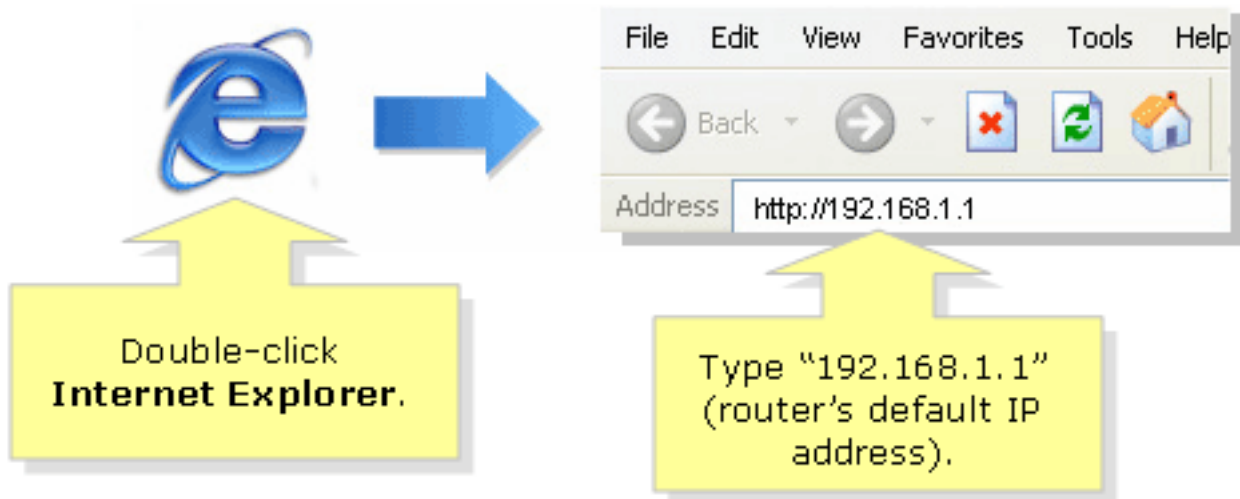 File Edit View Favorites Tools Help
Back
Address http://192.168.1.1
Double-click
Internet Explorer.
Type “192.168.1.1”
(router's default IP
address).